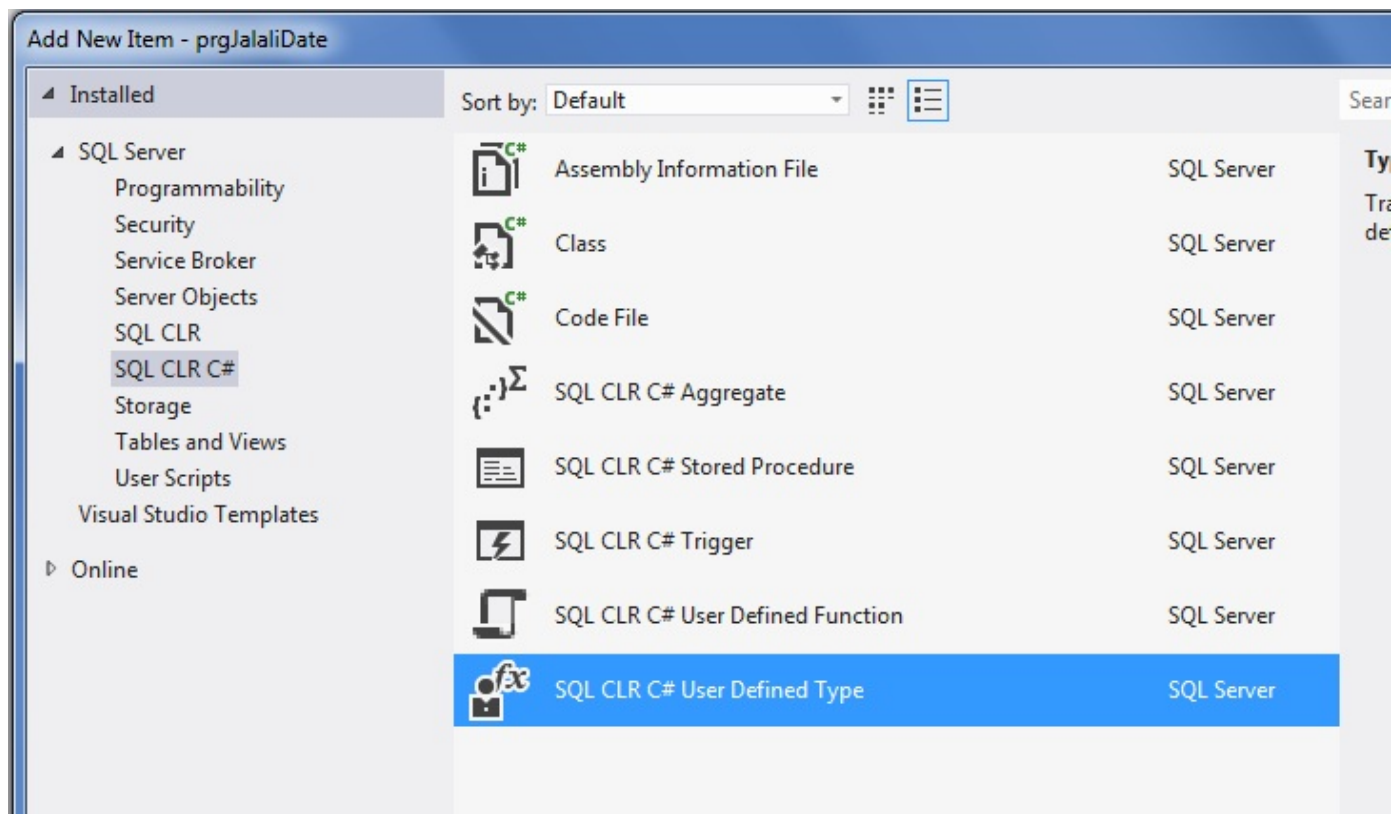 Add New Item - prgJalaliDate
Installed
SQL Server
Programmability
Security
Service Broker
Server Objects
SQL CLR
SQL CLR C#
Storage
Tables and Views
User Scripts
Visual Studio Templates
Online
Sort by: Default
C# Assembly Information File SQL Server
C# Class SQL Server
C# Code File SQL Server
SQL CLR C# Aggregate SQL Server
SQL CLR C# Stored Procedure SQL Server
SQL CLR C# Trigger SQL Server
SQL CLR C# User Defined Function SQL Server
SQL CLR C# User Defined Type SQL Server